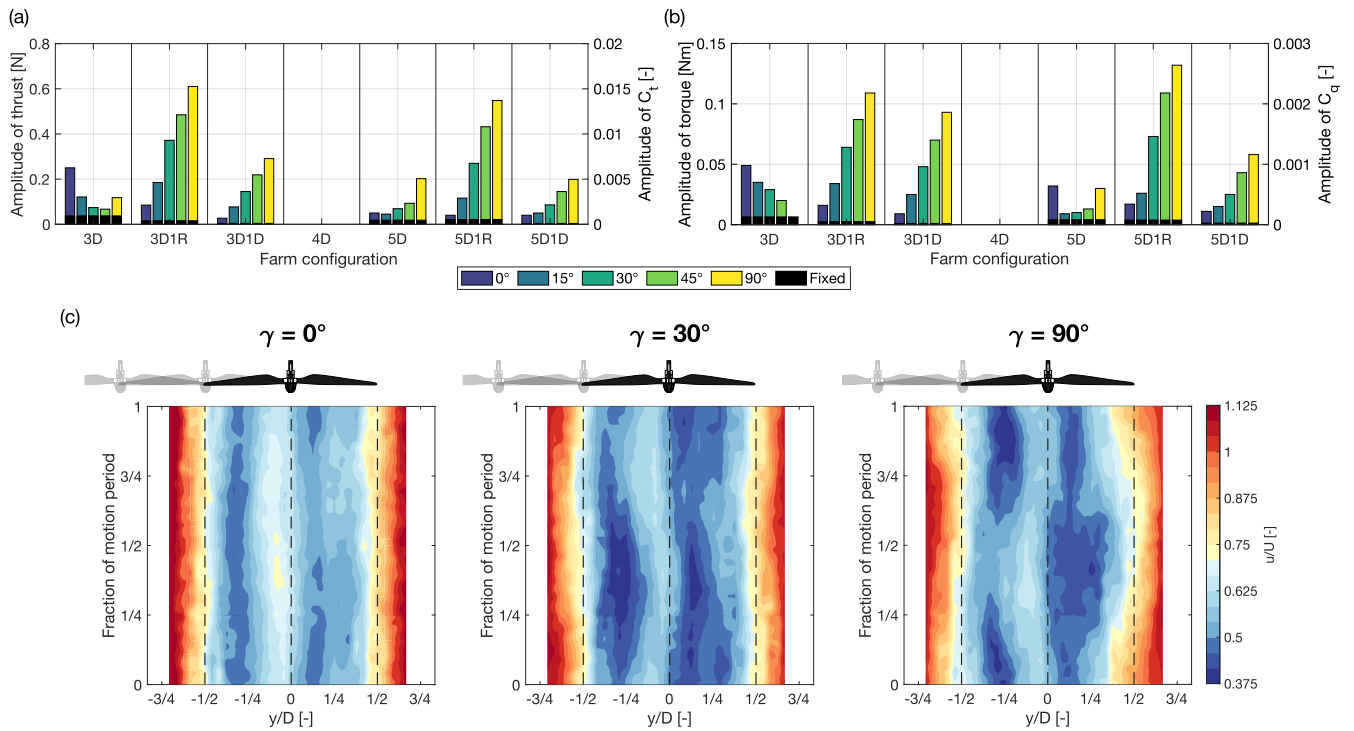 (a)
Amplitude of thrust [N]
0.8
0.6
0.4
0.2
0
0.02
0.015
0.01
0.005
0
Amplitude of Ct [-]
3D 3D1R 3D1D 4D 5D 5D1R 5D1D
Farm configuration
(b)
Amplitude of torque [Nm]
0.15
0.1
0.05
0
0.003
0.002
0.001
0
Amplitude of Cq [-]
3D 3D1R 3D1D 4D 5D 5D1R 5D1D
Farm configuration
0° 15° 30° 45° 90° Fixed
(c)
γ = 0°
Fraction of motion period
1
3/4
1/2
1/4
0
-3/4 -1/2 -1/4 0 1/4 1/2 3/4
y/D [-]
γ = 30°
Fraction of motion period
1
3/4
1/2
1/4
0
-3/4 -1/2 -1/4 0 1/4 1/2 3/4
y/D [-]
γ = 90°
Fraction of motion period
1
3/4
1/2
1/4
0
-3/4 -1/2 -1/4 0 1/4 1/2 3/4
y/D [-]
1.125
1
0.875
0.75
0.625
0.5
0.375
u/U [-]